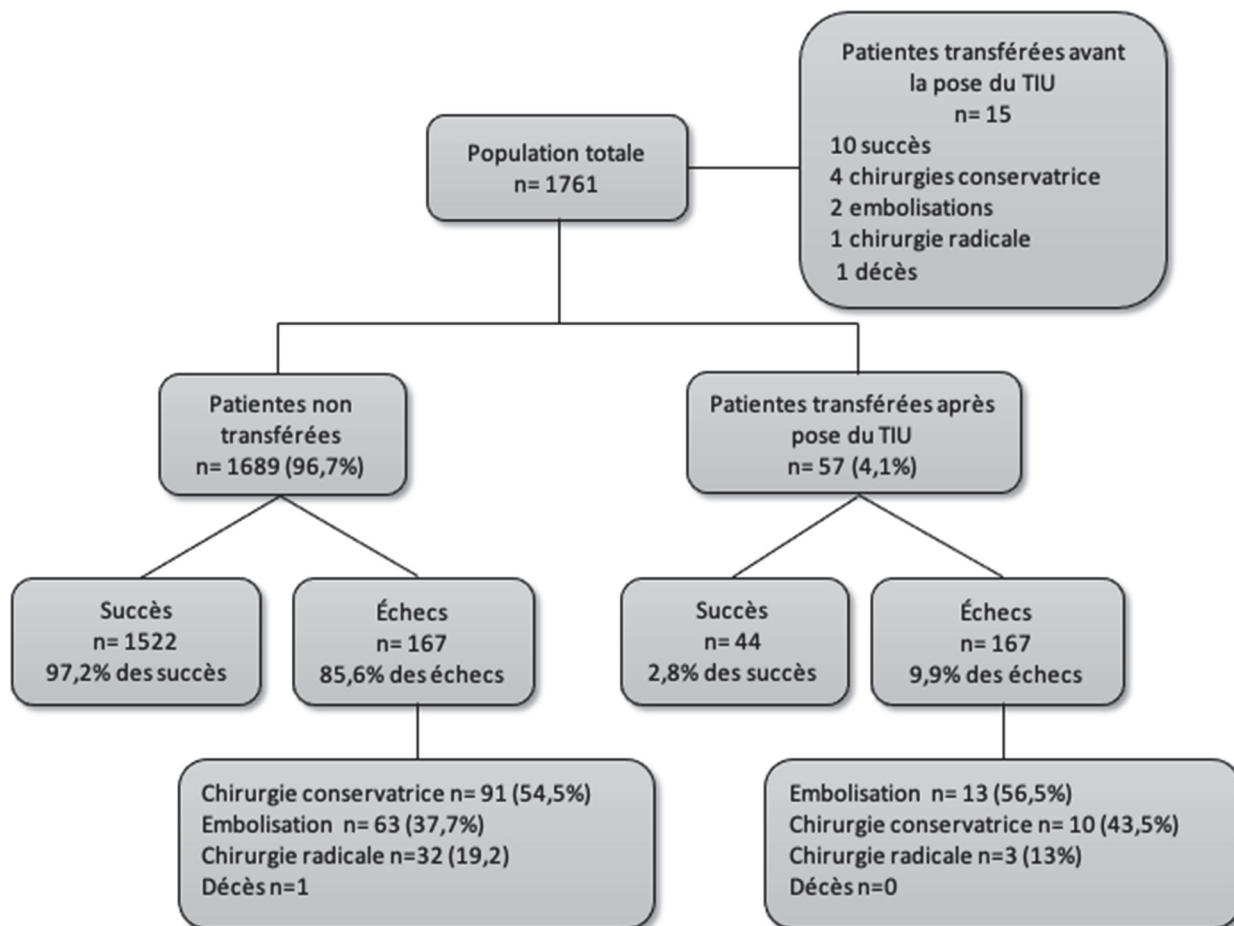 Patientes transférées avant
la pose du TIU
n= 15
10 succès
4 chirurgies conservatrice
2 embolisations
1 chirurgie radicale
1 décès
Population totale
n= 1761
Patientes non
transférées
n= 1689 (96,7%)
Patientes transférées après
pose du TIU
n= 57 (4,1%)
Succès
n= 1522
97,2% des succès
Échecs
n= 167
85,6% des échecs
Succès
n= 44
2,8% des succès
Échecs
n= 167
9,9% des échecs
Chirurgie conservatrice n= 91 (54,5%)
Embolisation n= 63 (37,7%)
Chirurgie radicale n=32 (19,2)
Décès n=1
Embolisation n= 13 (56,5%)
Chirurgie conservatrice n= 10 (43,5%)
Chirurgie radicale n=3 (13%)
Décès n=0